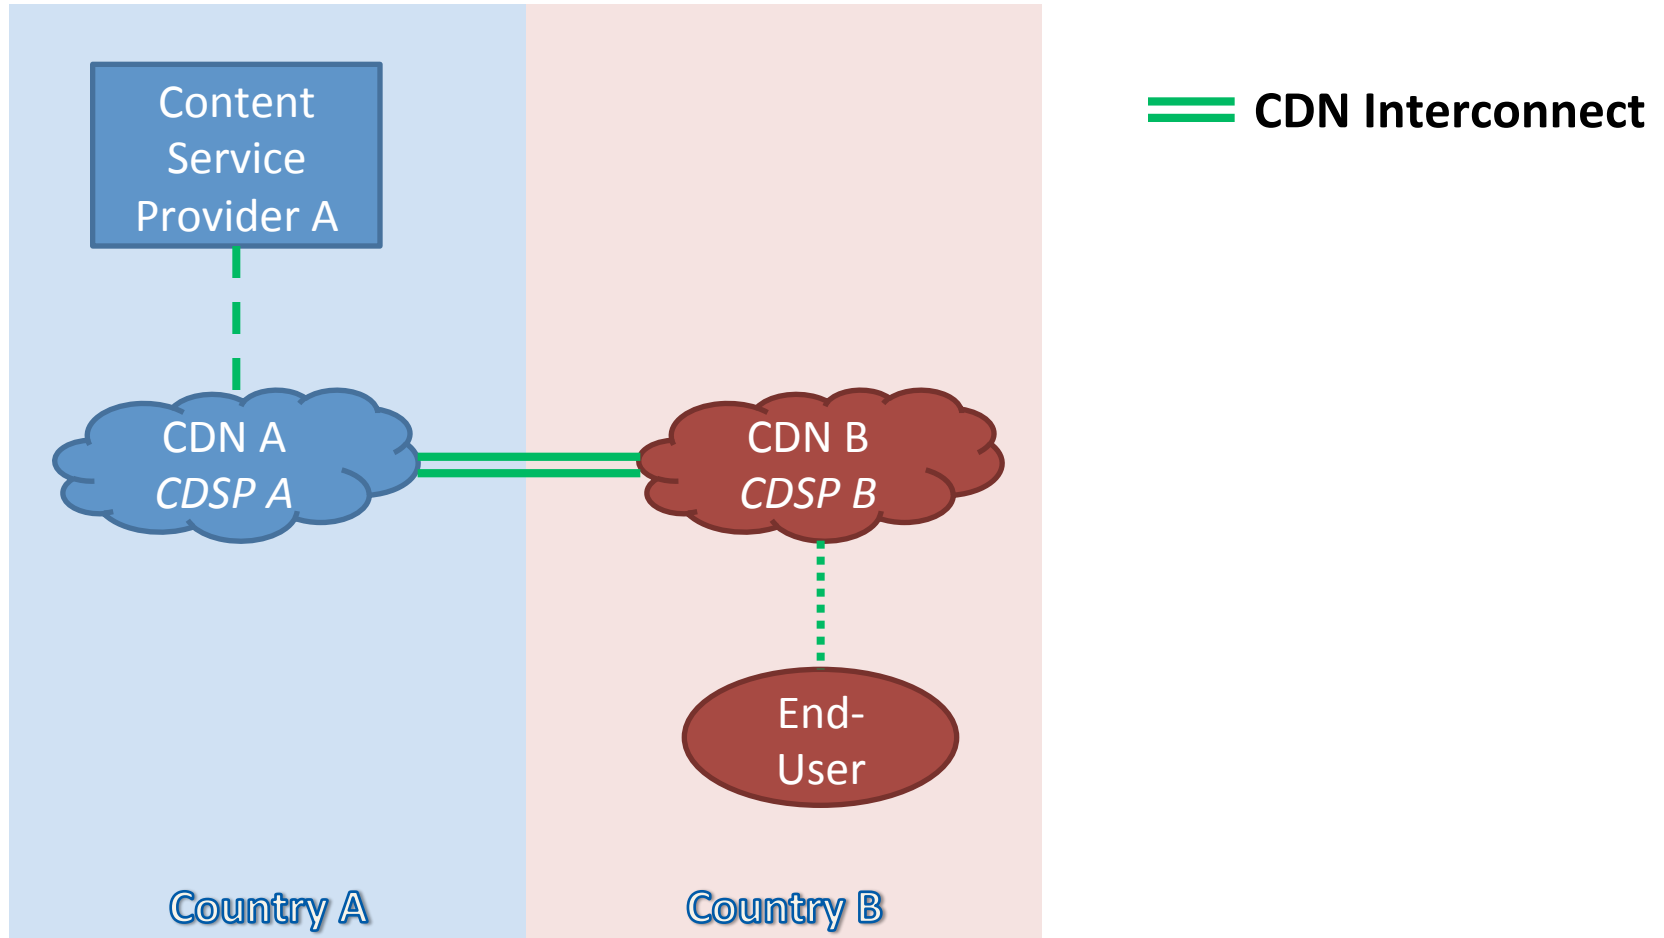 Content
Service
Provider A
CDN Interconnect
CDN A
CDSP A
CDN B
CDSP B
End-
User
Country A
Country B